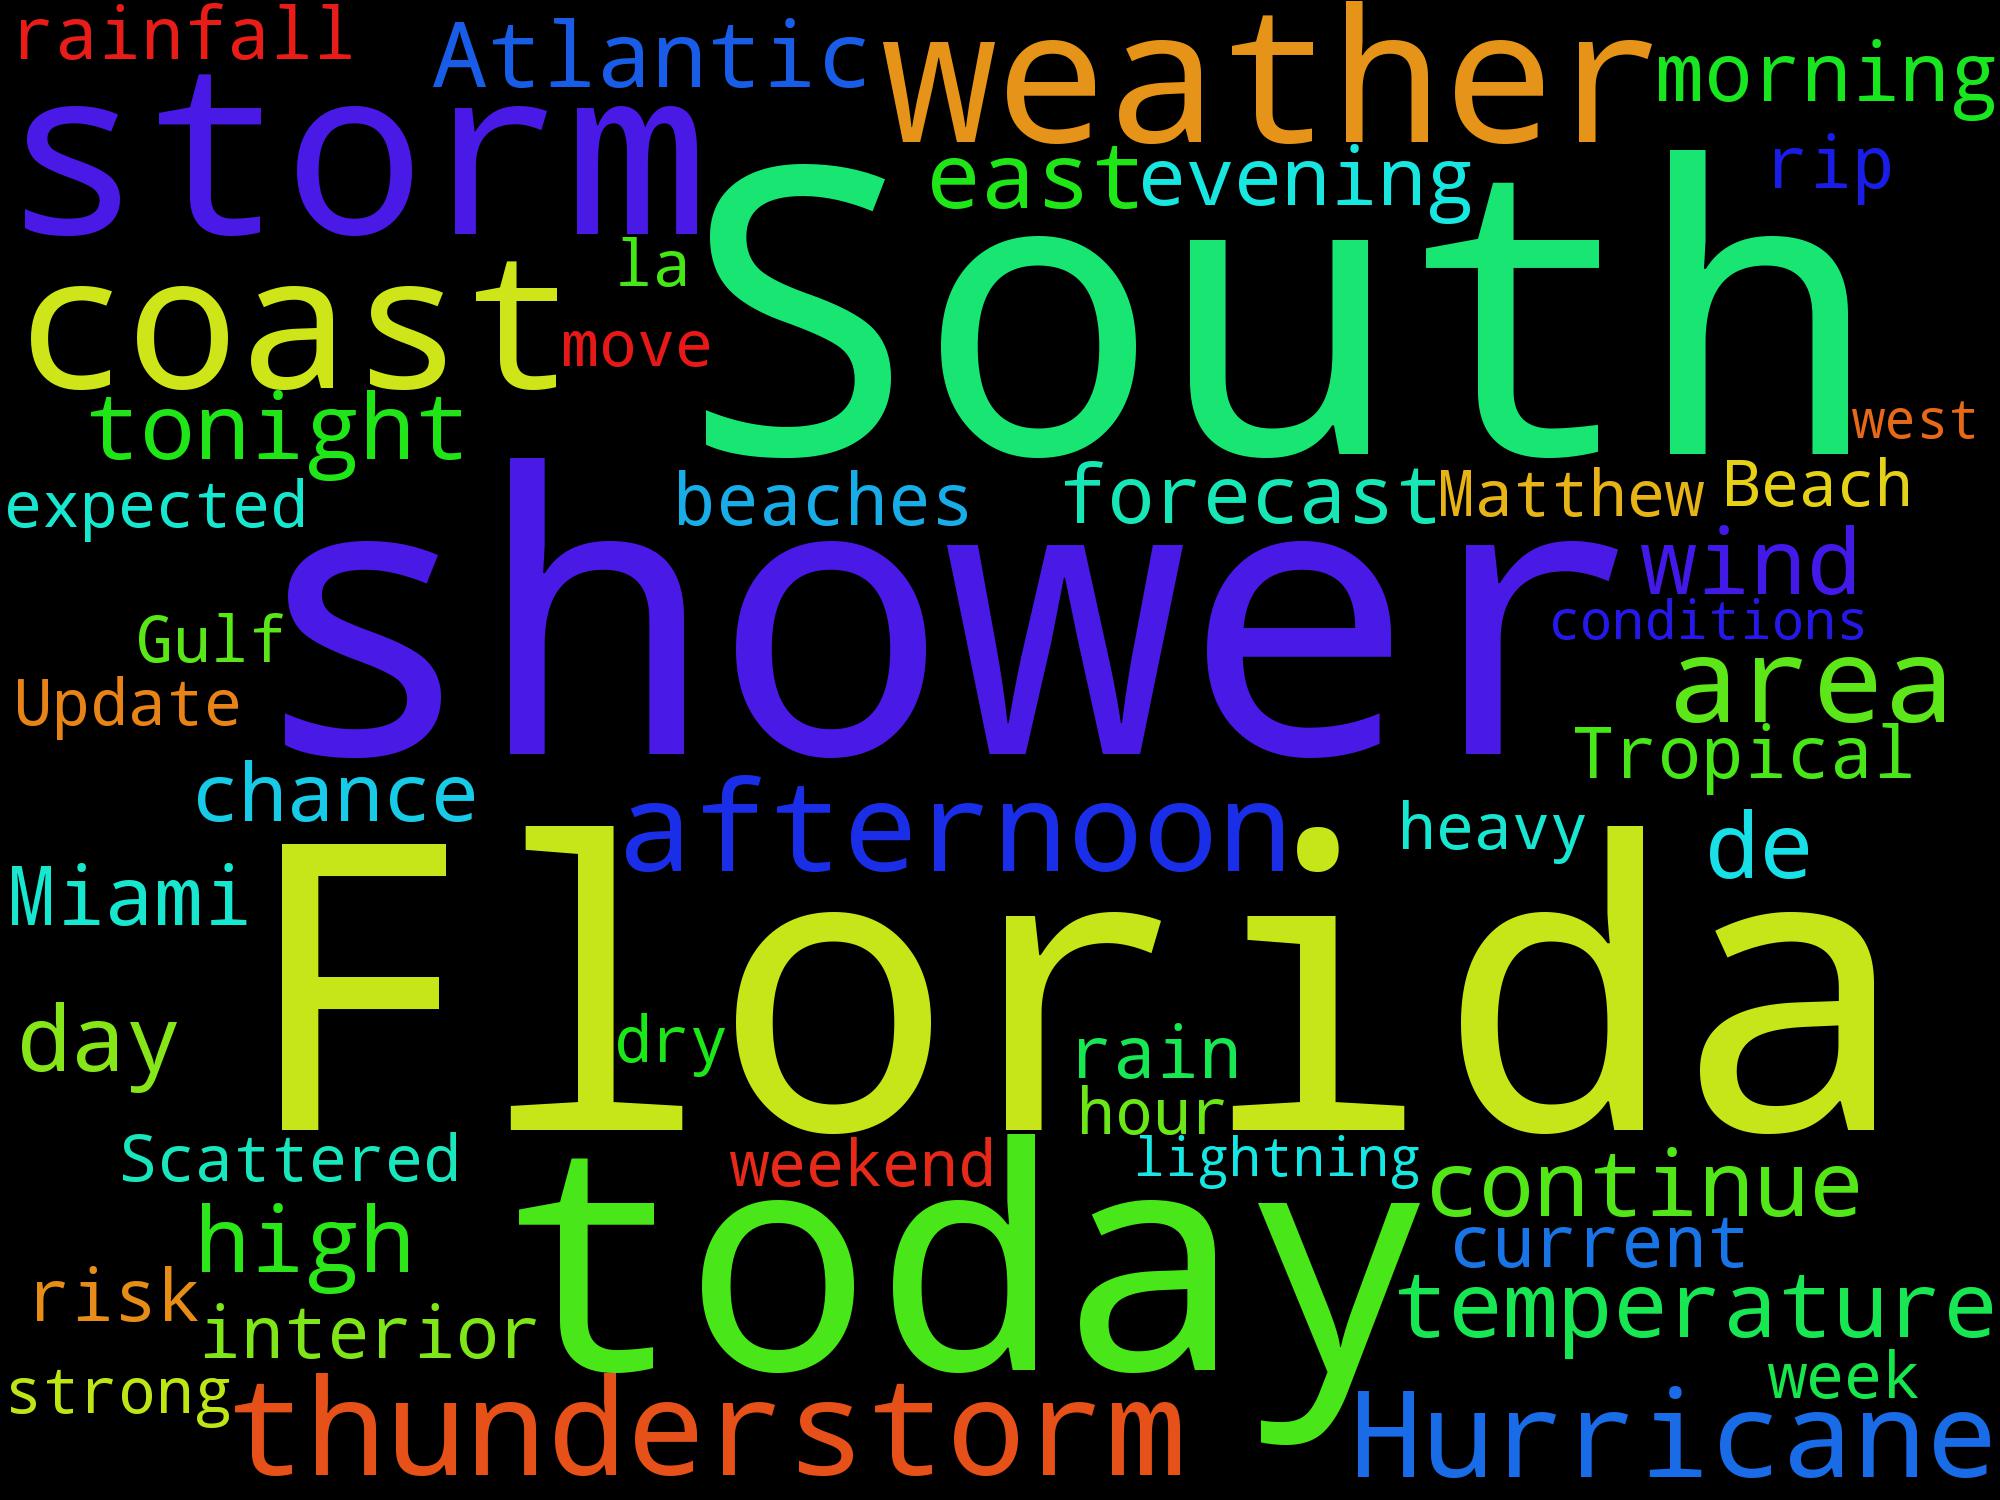 rainfall
Atlantic
weather
morning
storm
east
evening
rip
South
la
coast
move
tonight
west
expected
beaches
forecast
Matthew
Beach
shower
wind
conditions
Gulf
area
Update
Tropical
chance
afternoon
heavy
de
Miami
Florida
day
dry
rain
hour
Scattered
weekend
lightning
continue
high
today
current
risk
interior
temperature
strong
week
thunderstorm
Hurricane